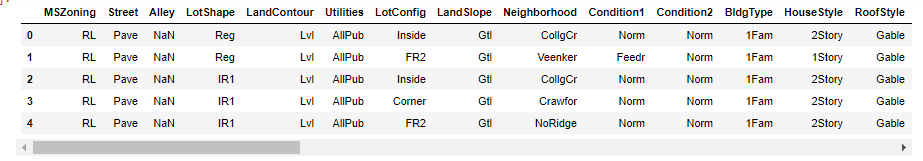 MSZoning Street Alley LotShape LandContour Utilities LotConfig LandSlope Neighborhood Condition1 Condition2 BldgType HouseStyle RoofStyle
0 RL Pave NaN Reg Lvl AllPub Inside Gtl CollgCr Norm Norm 1Fam 2Story Gable
1 RL Pave NaN Reg Lvl AllPub FR2 Gtl Veenker Feedr Norm 1Fam 1Story Gable
2 RL Pave NaN IR1 Lvl AllPub Inside Gtl CollgCr Norm Norm 1Fam 2Story Gable
3 RL Pave NaN IR1 Lvl AllPub Corner Gtl Crawfor Norm Norm 1Fam 2Story Gable
4 RL Pave NaN IR1 Lvl AllPub FR2 Gtl NoRidge Norm Norm 1Fam 2Story Gable